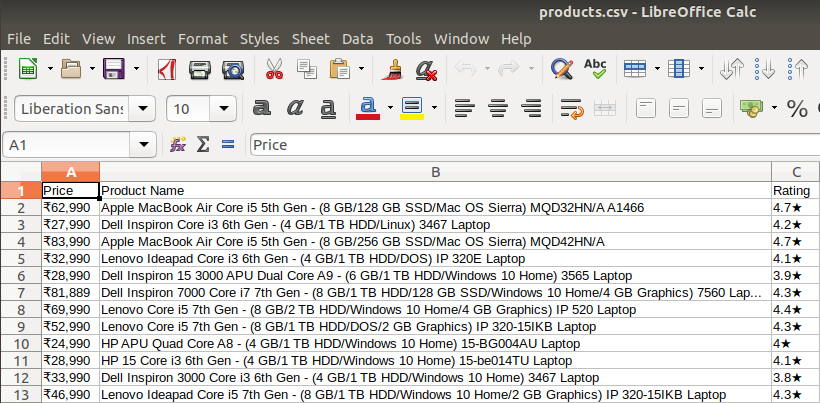 products.csv - LibreOffice Calc
File Edit View Insert Format Styles Sheet Data Tools Window Help
Abc
Liberation Sans 10 a a a a %
A1 fx Σ = Price
A B C
1 Price Product Name Rating
2 ₹62,990 Apple MacBook Air Core i5 5th Gen - (8 GB/128 GB SSD/Mac OS Sierra) MQD32HN/A A1466 4.7★
3 ₹27,990 Dell Inspiron Core i3 6th Gen - (4 GB/1 TB HDD/Linux) 3467 Laptop 4.2★
4 ₹83,990 Apple MacBook Air Core i5 5th Gen - (8 GB/256 GB SSD/Mac OS Sierra) MQD42HN/A 4.7★
5 ₹32,990 Lenovo Ideapad Core i3 6th Gen - (4 GB/1 TB HDD/DOS) IP 320E Laptop 4.1★
6 ₹28,990 Dell Inspiron 15 3000 APU Dual Core A9 - (6 GB/1 TB HDD/Windows 10 Home) 3565 Laptop 3.9★
7 ₹81,889 Dell Inspiron 7000 Core i7 7th Gen - (8 GB/1 TB HDD/128 GB SSD/Windows 10 Home/4 GB Graphics) 7560 Lap... 4.3★
8 ₹69,990 Lenovo Core i5 7th Gen - (8 GB/2 TB HDD/Windows 10 Home/4 GB Graphics) IP 520 Laptop 4.4★
9 ₹52,990 Lenovo Core i5 7th Gen - (8 GB/1 TB HDD/DOS/2 GB Graphics) IP 320-15IKB Laptop 4.3★
10 ₹24,990 HP APU Quad Core A8 - (4 GB/1 TB HDD/Windows 10 Home) 15-BG004AU Laptop 4★
11 ₹28,990 HP 15 Core i3 6th Gen - (4 GB/1 TB HDD/Windows 10 Home) 15-be014TU Laptop 4.1★
12 ₹33,990 Dell Inspiron 3000 Core i3 6th Gen - (4 GB/1 TB HDD/Windows 10 Home) 3467 Laptop 3.8★
13 ₹46,990 Lenovo Ideapad Core i5 7th Gen - (8 GB/1 TB HDD/Windows 10 Home/2 GB Graphics) IP 320-15IKB Laptop 4.3★